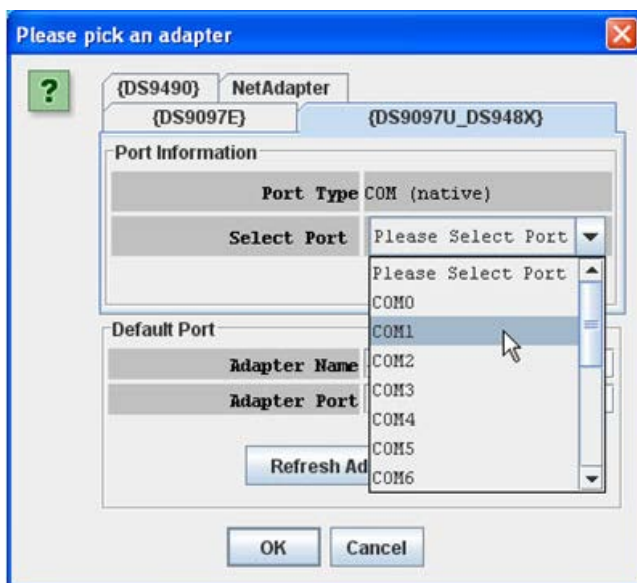 Please pick an adapter
?
{DS9490} NetAdapter
{DS9097E} {DS9097U_DS948X}
Port Information
Port Type COM (native)
Select Port Please Select Port
Please Select Port
COM0
COM1
Default Port
Adapter Name COM2
COM3
Adapter Port
COM4
COM5
Refresh Ad
COM6
OK Cancel